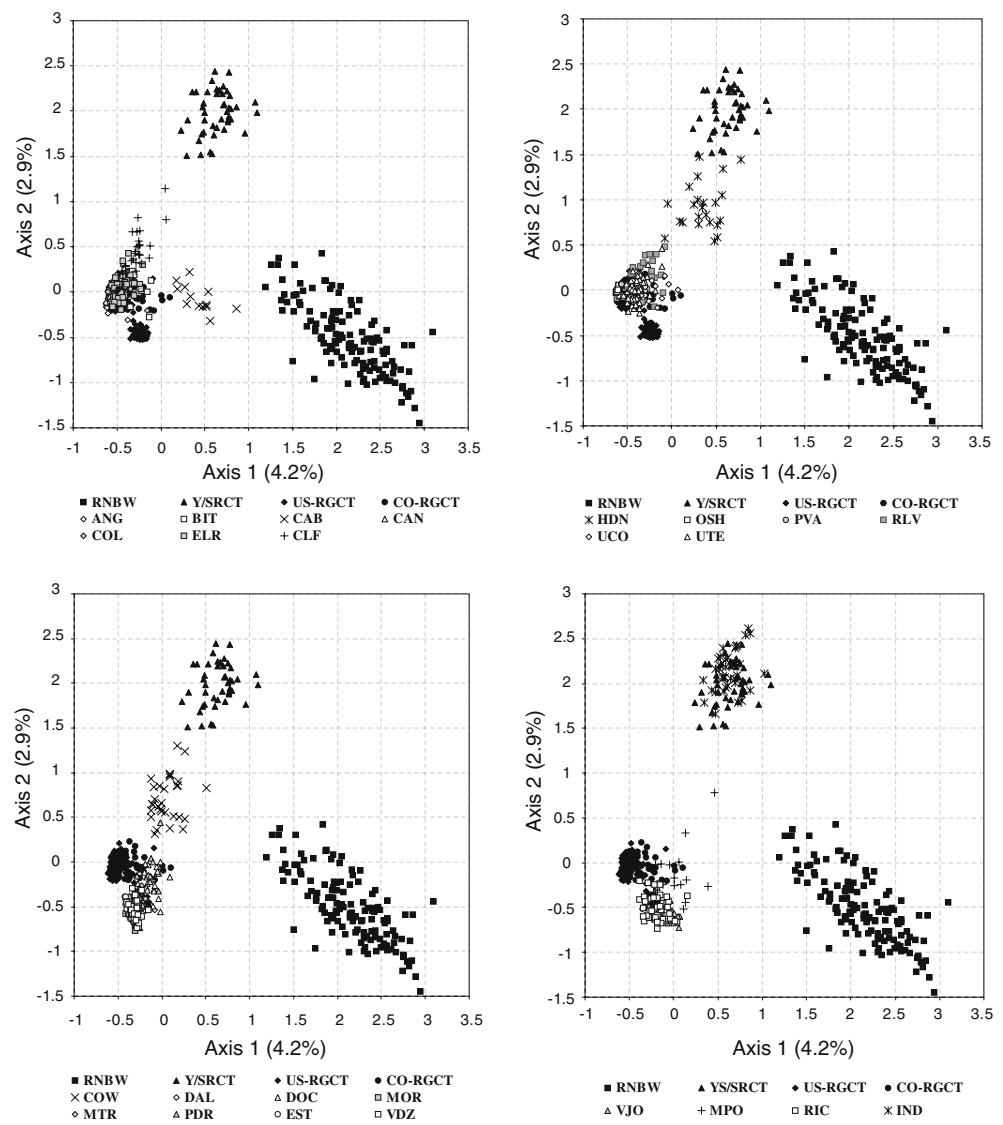 3
2.5
2
1.5
1
0.5
0
-0.5
-1
-1.5
Axis 2 (2.9%)
-1 -0.5 0 0.5 1 1.5 2 2.5 3 3.5
Axis 1 (4.2%)
RNBW Y/SRCT US-RGCT CO-RGCT
ANG BIT CAB CAN
COL ELR CLF
3
2.5
2
1.5
1
0.5
0
-0.5
-1
-1.5
Axis 2 (2.9%)
-1 -0.5 0 0.5 1 1.5 2 2.5 3 3.5
Axis 1 (4.2%)
RNBW Y/SRCT US-RGCT CO-RGCT
HDN OSH PVA RLV
UCO UTE
3
2.5
2
1.5
1
0.5
0
-0.5
-1
-1.5
Axis 2 (2.9%)
-1 -0.5 0 0.5 1 1.5 2 2.5 3 3.5
Axis 1 (4.2%)
RNBW Y/SRCT US-RGCT CO-RGCT
COW DAL DOC MOR
MTR PDR EST VDZ
3
2.5
2
1.5
1
0.5
0
-0.5
-1
-1.5
Axis 2 (2.9%)
-1 -0.5 0 0.5 1 1.5 2 2.5 3 3.5
Axis 1 (4.2%)
RNBW YS/SRCT US-RGCT CO-RGCT
VJO MPO RIC IND